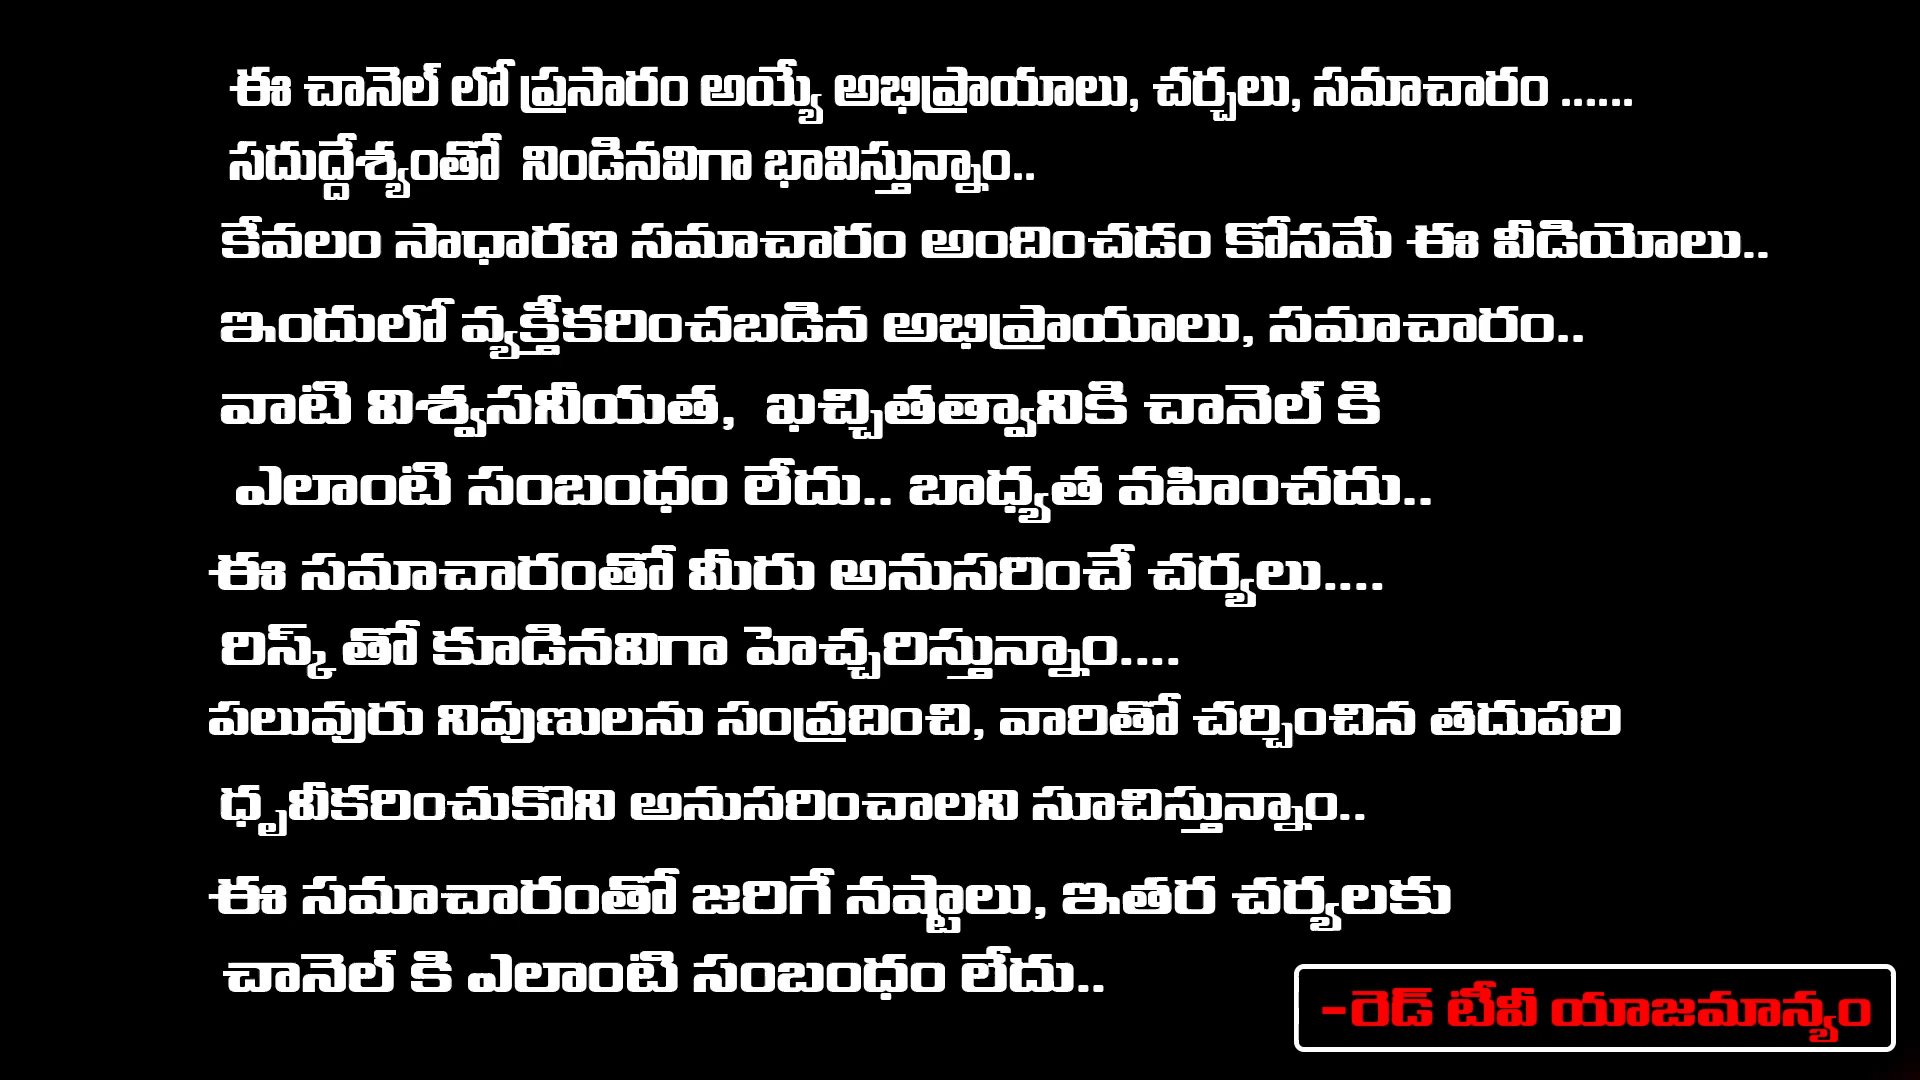 ఈ చానెల్ లో ప్రసారం అయ్యే అభిప్రాయాలు, చర్చలు, సమాచారం ......
సదుద్దేశ్యంతో నిండినవిగా భావిస్తున్నాం..
కేవలం సాధారణ సమాచారం అందించడం కోసమే ఈ వీడియోలు..
ఇందులో వ్యక్తీకరించబడిన అభిప్రాయాలు, సమాచారం..
వాటి విశ్వసనీయత, ఖచ్చితత్వానికి చానెల్ కి
ఎలాంటి సంబంధం లేదు.. బాధ్యత వహించదు..
ఈ సమాచారంతో మీరు అనుసరించే చర్యలు....
రిస్క్ తో కూడినవిగా హెచ్చరిస్తున్నాం....
పలువురు నిపుణులను సంప్రదించి, వారితో చర్చించిన తదుపరి
ధృవీకరించుకొని అనుసరించాలని సూచిస్తున్నాం..
ఈ సమాచారంతో జరిగే నష్టాలు, ఇతర చర్యలకు
చానెల్ కి ఎలాంటి సంబంధం లేదు..
-రెడ్ టీవీ యాజమాన్యం